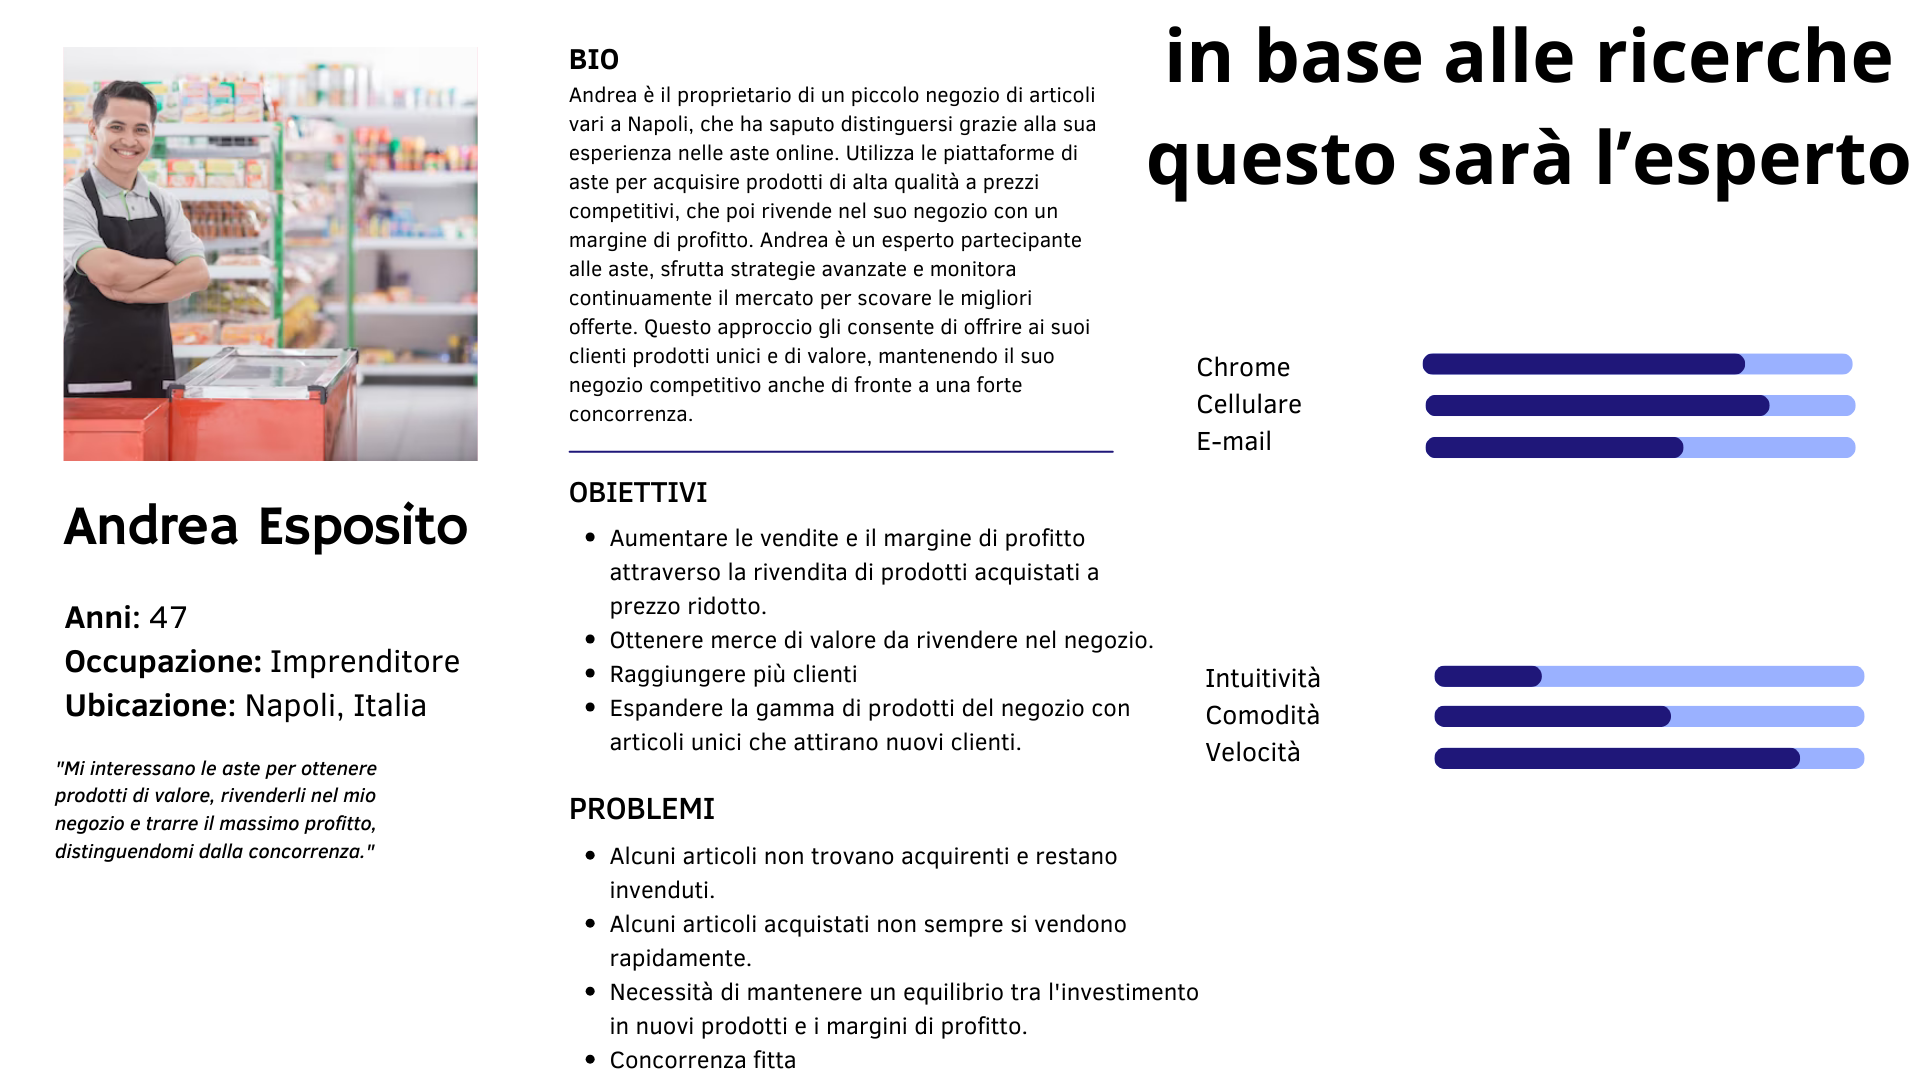 in base alle ricerche
questo sarà l’esperto
Andrea Esposito
Anni: 47
Occupazione: Imprenditore
Ubicazione: Napoli, Italia
"Mi interessano le aste per ottenere
prodotti di valore, rivenderli nel mio
negozio e trarre il massimo profitto,
distinguendomi dalla concorrenza."
BIO
Andrea è il proprietario di un piccolo negozio di articoli
vari a Napoli, che ha saputo distinguersi grazie alla sua
esperienza nelle aste online. Utilizza le piattaforme di
aste per acquisire prodotti di alta qualità a prezzi
competitivi, che poi rivende nel suo negozio con un
margine di profitto. Andrea è un esperto partecipante
alle aste, sfrutta strategie avanzate e monitora
continuamente il mercato per scovare le migliori
offerte. Questo approccio gli consente di offrire ai suoi
clienti prodotti unici e di valore, mantenendo il suo
negozio competitivo anche di fronte a una forte
concorrenza.
OBIETTIVI
• Aumentare le vendite e il margine di profitto
attraverso la rivendita di prodotti acquistati a
prezzo ridotto.
• Ottenere merce di valore da rivendere nel negozio.
• Raggiungere più clienti
• Espandere la gamma di prodotti del negozio con
articoli unici che attirano nuovi clienti.
PROBLEMI
• Alcuni articoli non trovano acquirenti e restano
invenduti.
• Alcuni articoli acquistati non sempre si vendono
rapidamente.
• Necessità di mantenere un equilibrio tra l'investimento
in nuovi prodotti e i margini di profitto.
• Concorrenza fitta
Chrome
Cellulare
E-mail
Intuitività
Comodità
Velocità